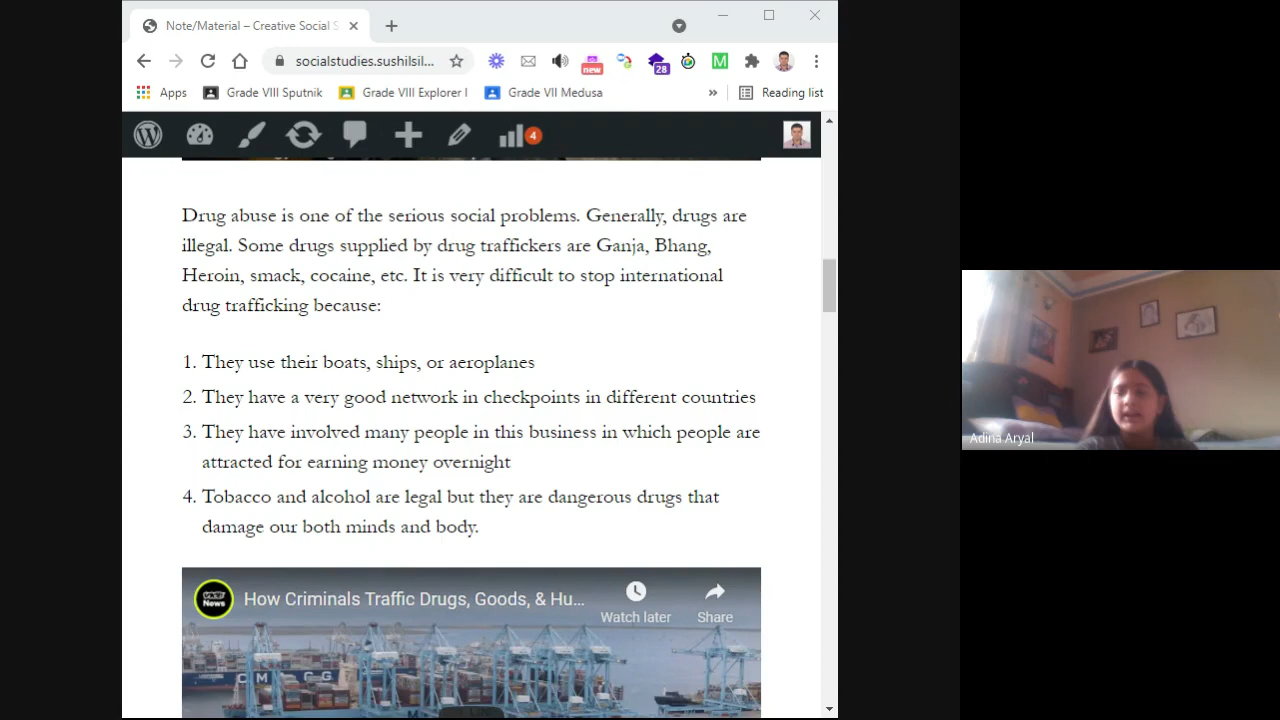 Note/Material – Creative Social S
socialstudies.sushilsil...
new
28
M
Apps
Grade VIII Sputnik
Grade VIII Explorer I
Grade VII Medusa
»
Reading list
4
Drug abuse is one of the serious social problems. Generally, drugs are
illegal. Some drugs supplied by drug traffickers are Ganja, Bhang,
Heroin, smack, cocaine, etc. It is very difficult to stop international
drug trafficking because:
1. They use their boats, ships, or aeroplanes
2. They have a very good network in checkpoints in different countries
3. They have involved many people in this business in which people are
attracted for earning money overnight
4. Tobacco and alcohol are legal but they are dangerous drugs that
damage our both minds and body.
News
How Criminals Traffic Drugs, Goods, & Hu...
Watch later
Share
CMA CG
Adina Aryal